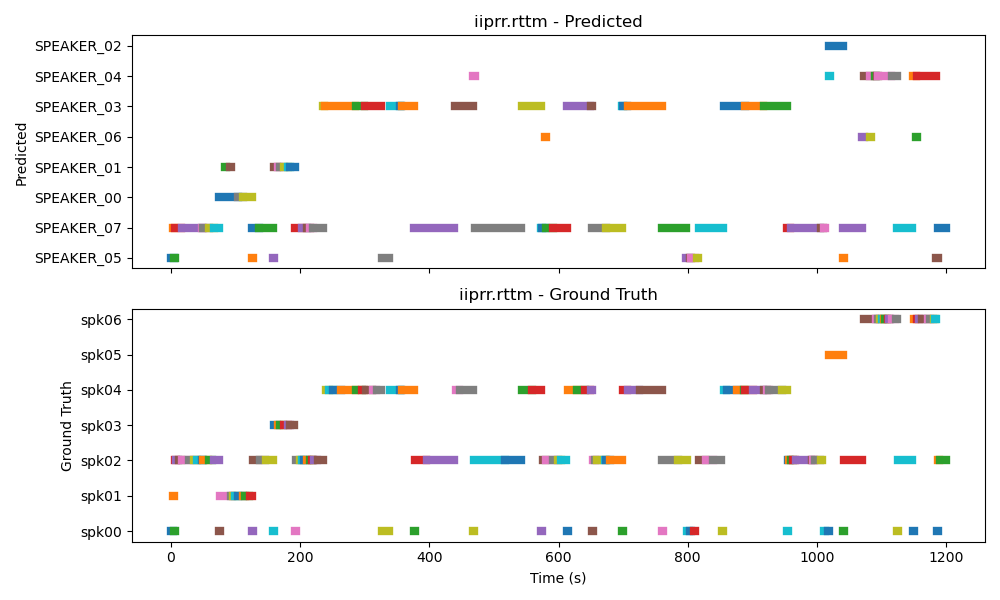 iiprr.rttm - Predicted
SPEAKER_02
SPEAKER_04
SPEAKER_03
SPEAKER_06
SPEAKER_01
SPEAKER_00
SPEAKER_07
SPEAKER_05
Predicted
iiprr.rttm - Ground Truth
spk06
spk05
spk04
spk03
spk02
spk01
spk00
Ground Truth
0 200 400 600 800 1000 1200
Time (s)